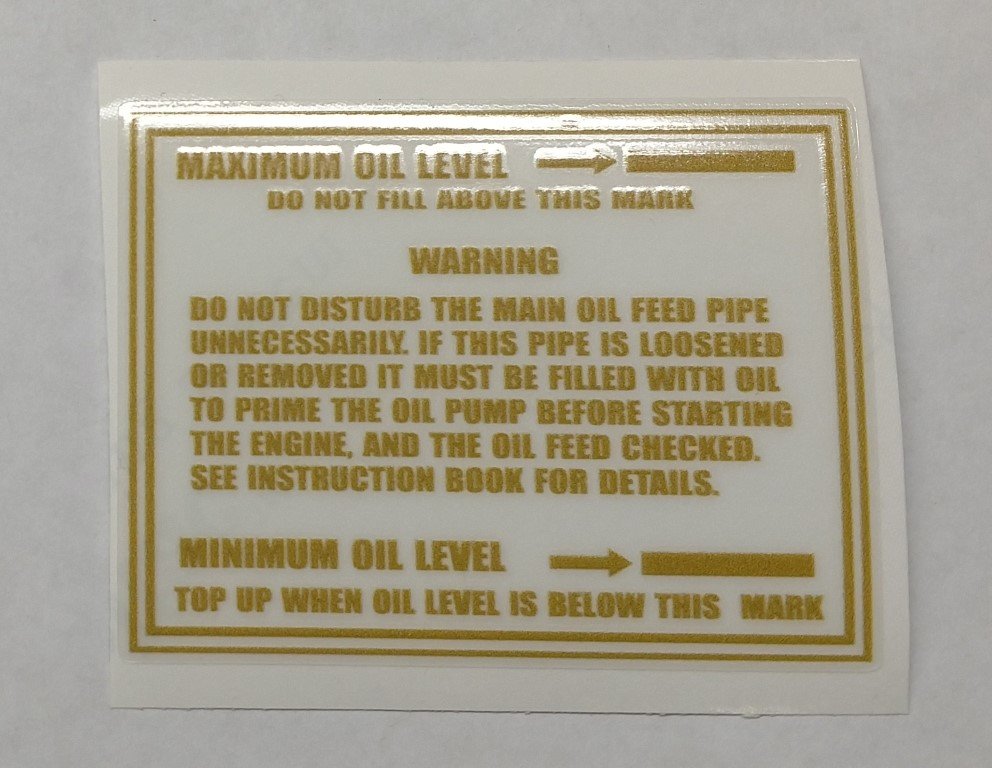 MAXIMUM OIL LEVEL
DO NOT FILL ABOVE THIS MARK
WARNING
DO NOT DISTURB THE MAIN OIL FEED PIPE
UNNECESSARILY. IF THIS PIPE IS LOOSENED
OR REMOVED IT MUST BE FILLED WITH OIL
TO PRIME THE OIL PUMP BEFORE STARTING
THE ENGINE, AND THE OIL FEED CHECKED.
SEE INSTRUCTION BOOK FOR DETAILS.
MINIMUM OIL LEVEL
TOP UP WHEN OIL LEVEL IS BELOW THIS MARK